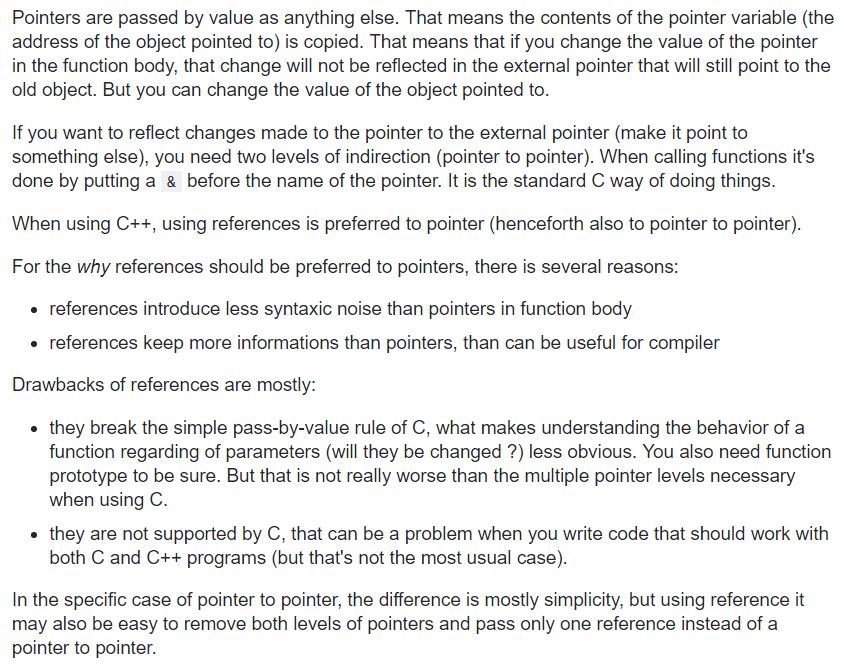 Pointers are passed by value as anything else. That means the contents of the pointer variable (the
address of the object pointed to) is copied. That means that if you change the value of the pointer
in the function body, that change will not be reflected in the external pointer that will still point to the
old object. But you can change the value of the object pointed to.
If you want to reflect changes made to the pointer to the external pointer (make it point to
something else), you need two levels of indirection (pointer to pointer). When calling functions it's
done by putting a & before the name of the pointer. It is the standard C way of doing things.
When using C++, using references is preferred to pointer (henceforth also to pointer to pointer).
For the why references should be preferred to pointers, there is several reasons:
• references introduce less syntaxic noise than pointers in function body
• references keep more informations than pointers, than can be useful for compiler
Drawbacks of references are mostly:
• they break the simple pass-by-value rule of C, what makes understanding the behavior of a
function regarding of parameters (will they be changed ?) less obvious. You also need function
prototype to be sure. But that is not really worse than the multiple pointer levels necessary
when using C.
• they are not supported by C, that can be a problem when you write code that should work with
both C and C++ programs (but that's not the most usual case).
In the specific case of pointer to pointer, the difference is mostly simplicity, but using reference it
may also be easy to remove both levels of pointers and pass only one reference instead of a
pointer to pointer.